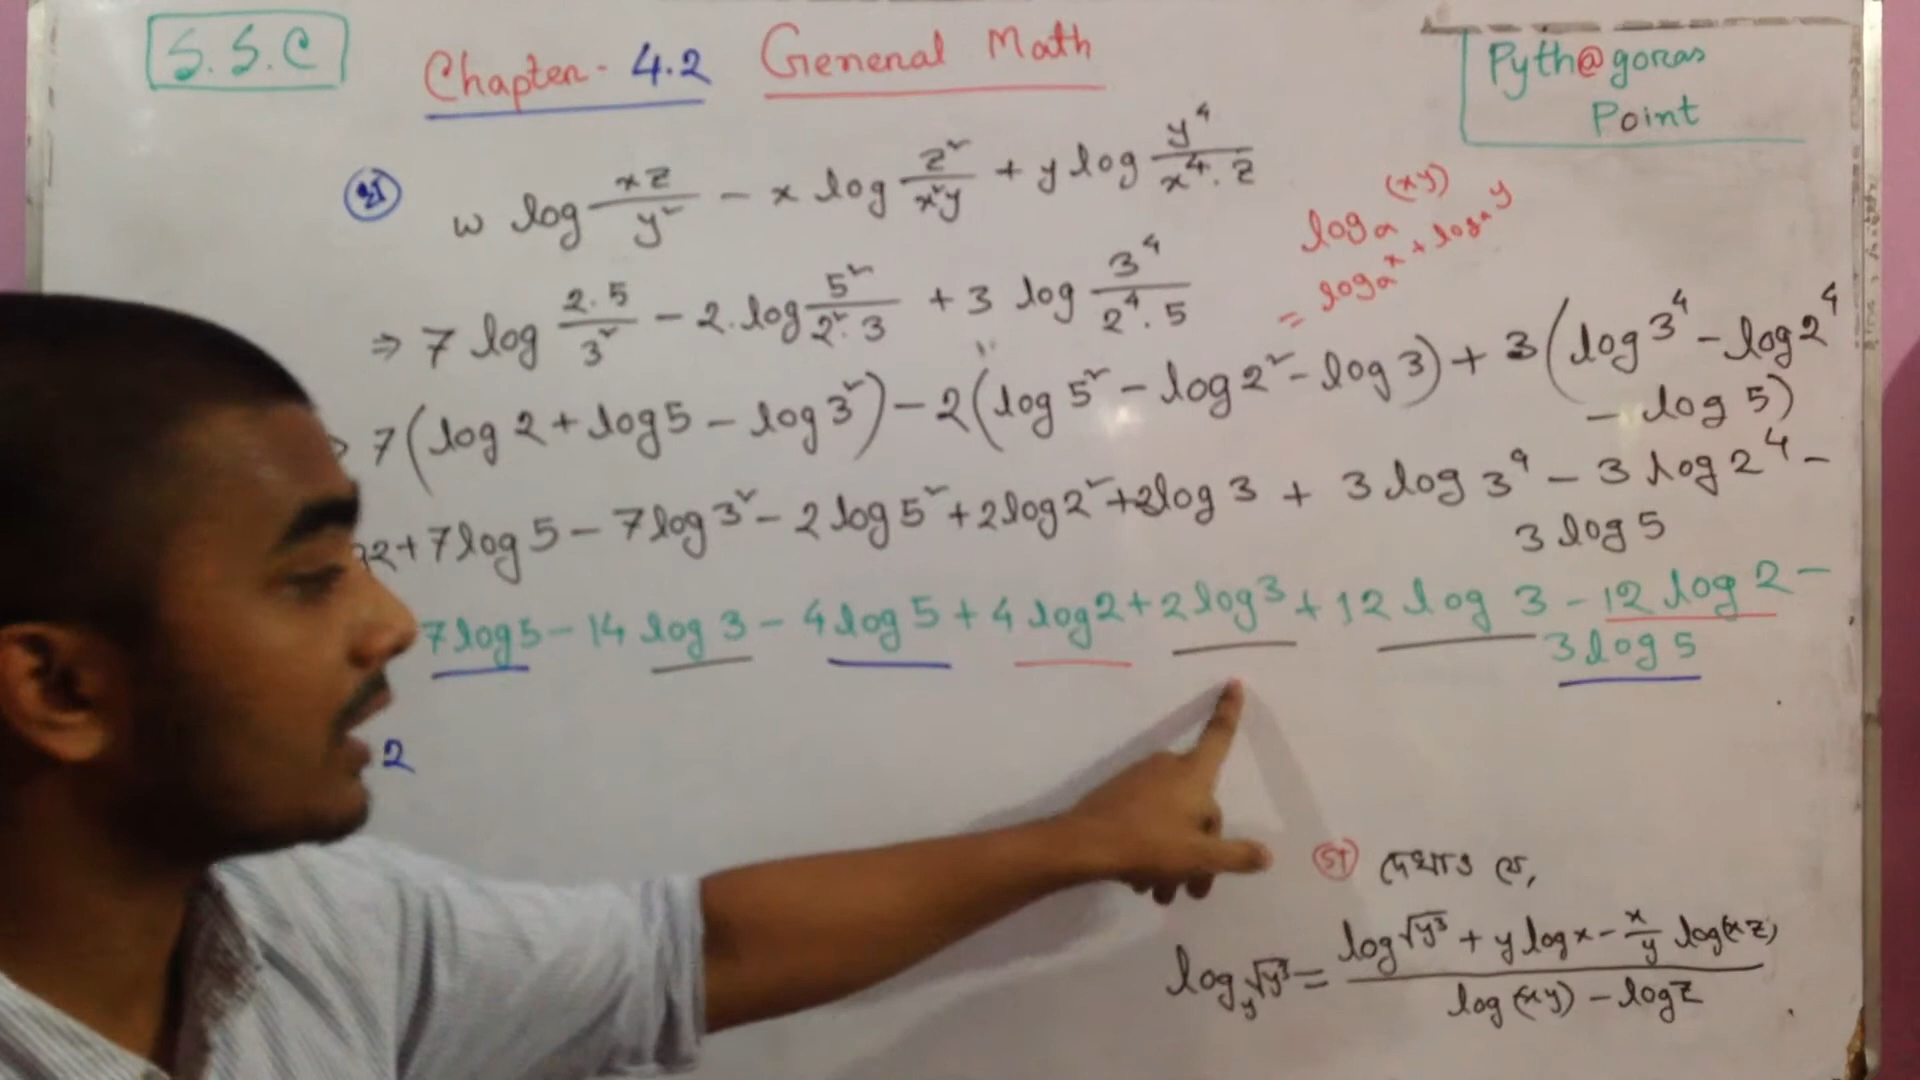 S.S.C
Chapter - 4.2 General Math
Pyth@goras
Point
খ w log xz/y² - x log z²/x²y + y log y⁴/x⁴.z
logₐ(xy)
= logₐx + logₐy
⇒ 7 log 2.5/3² - 2.log 5²/2².3 + 3 log 3⁴/2⁴.5
7(log 2 + log 5 - log 3²) - 2(log 5² - log 2² - log 3) + 3(log 3⁴ - log 2⁴
- log 5)
2 + 7 log 5 - 7 log 3² - 2 log 5² + 2 log 2² + 2 log 3 + 3 log 3⁴ - 3 log 2⁴ -
3 log 5
7 log 5 - 14 log 3 - 4 log 5 + 4 log 2 + 2 log 3 + 12 log 3 - 12 log 2 -
3 log 5
2
গ দেখাও যে,
log_y √y³ = (log √y³ + y log x - x/y log(xz)) / (log(xy) - log z)